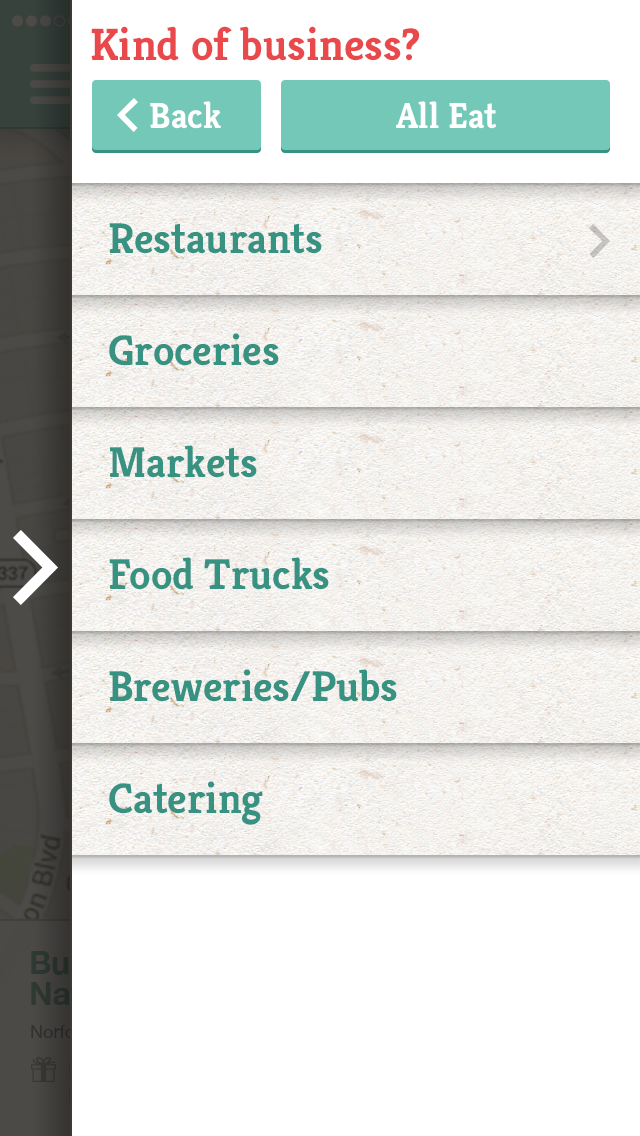 Kind of business?
Back
All Eat
Restaurants
Groceries
Markets
Food Trucks
Breweries/Pubs
Catering
337
on Blvd
Bu
Na
Norfo